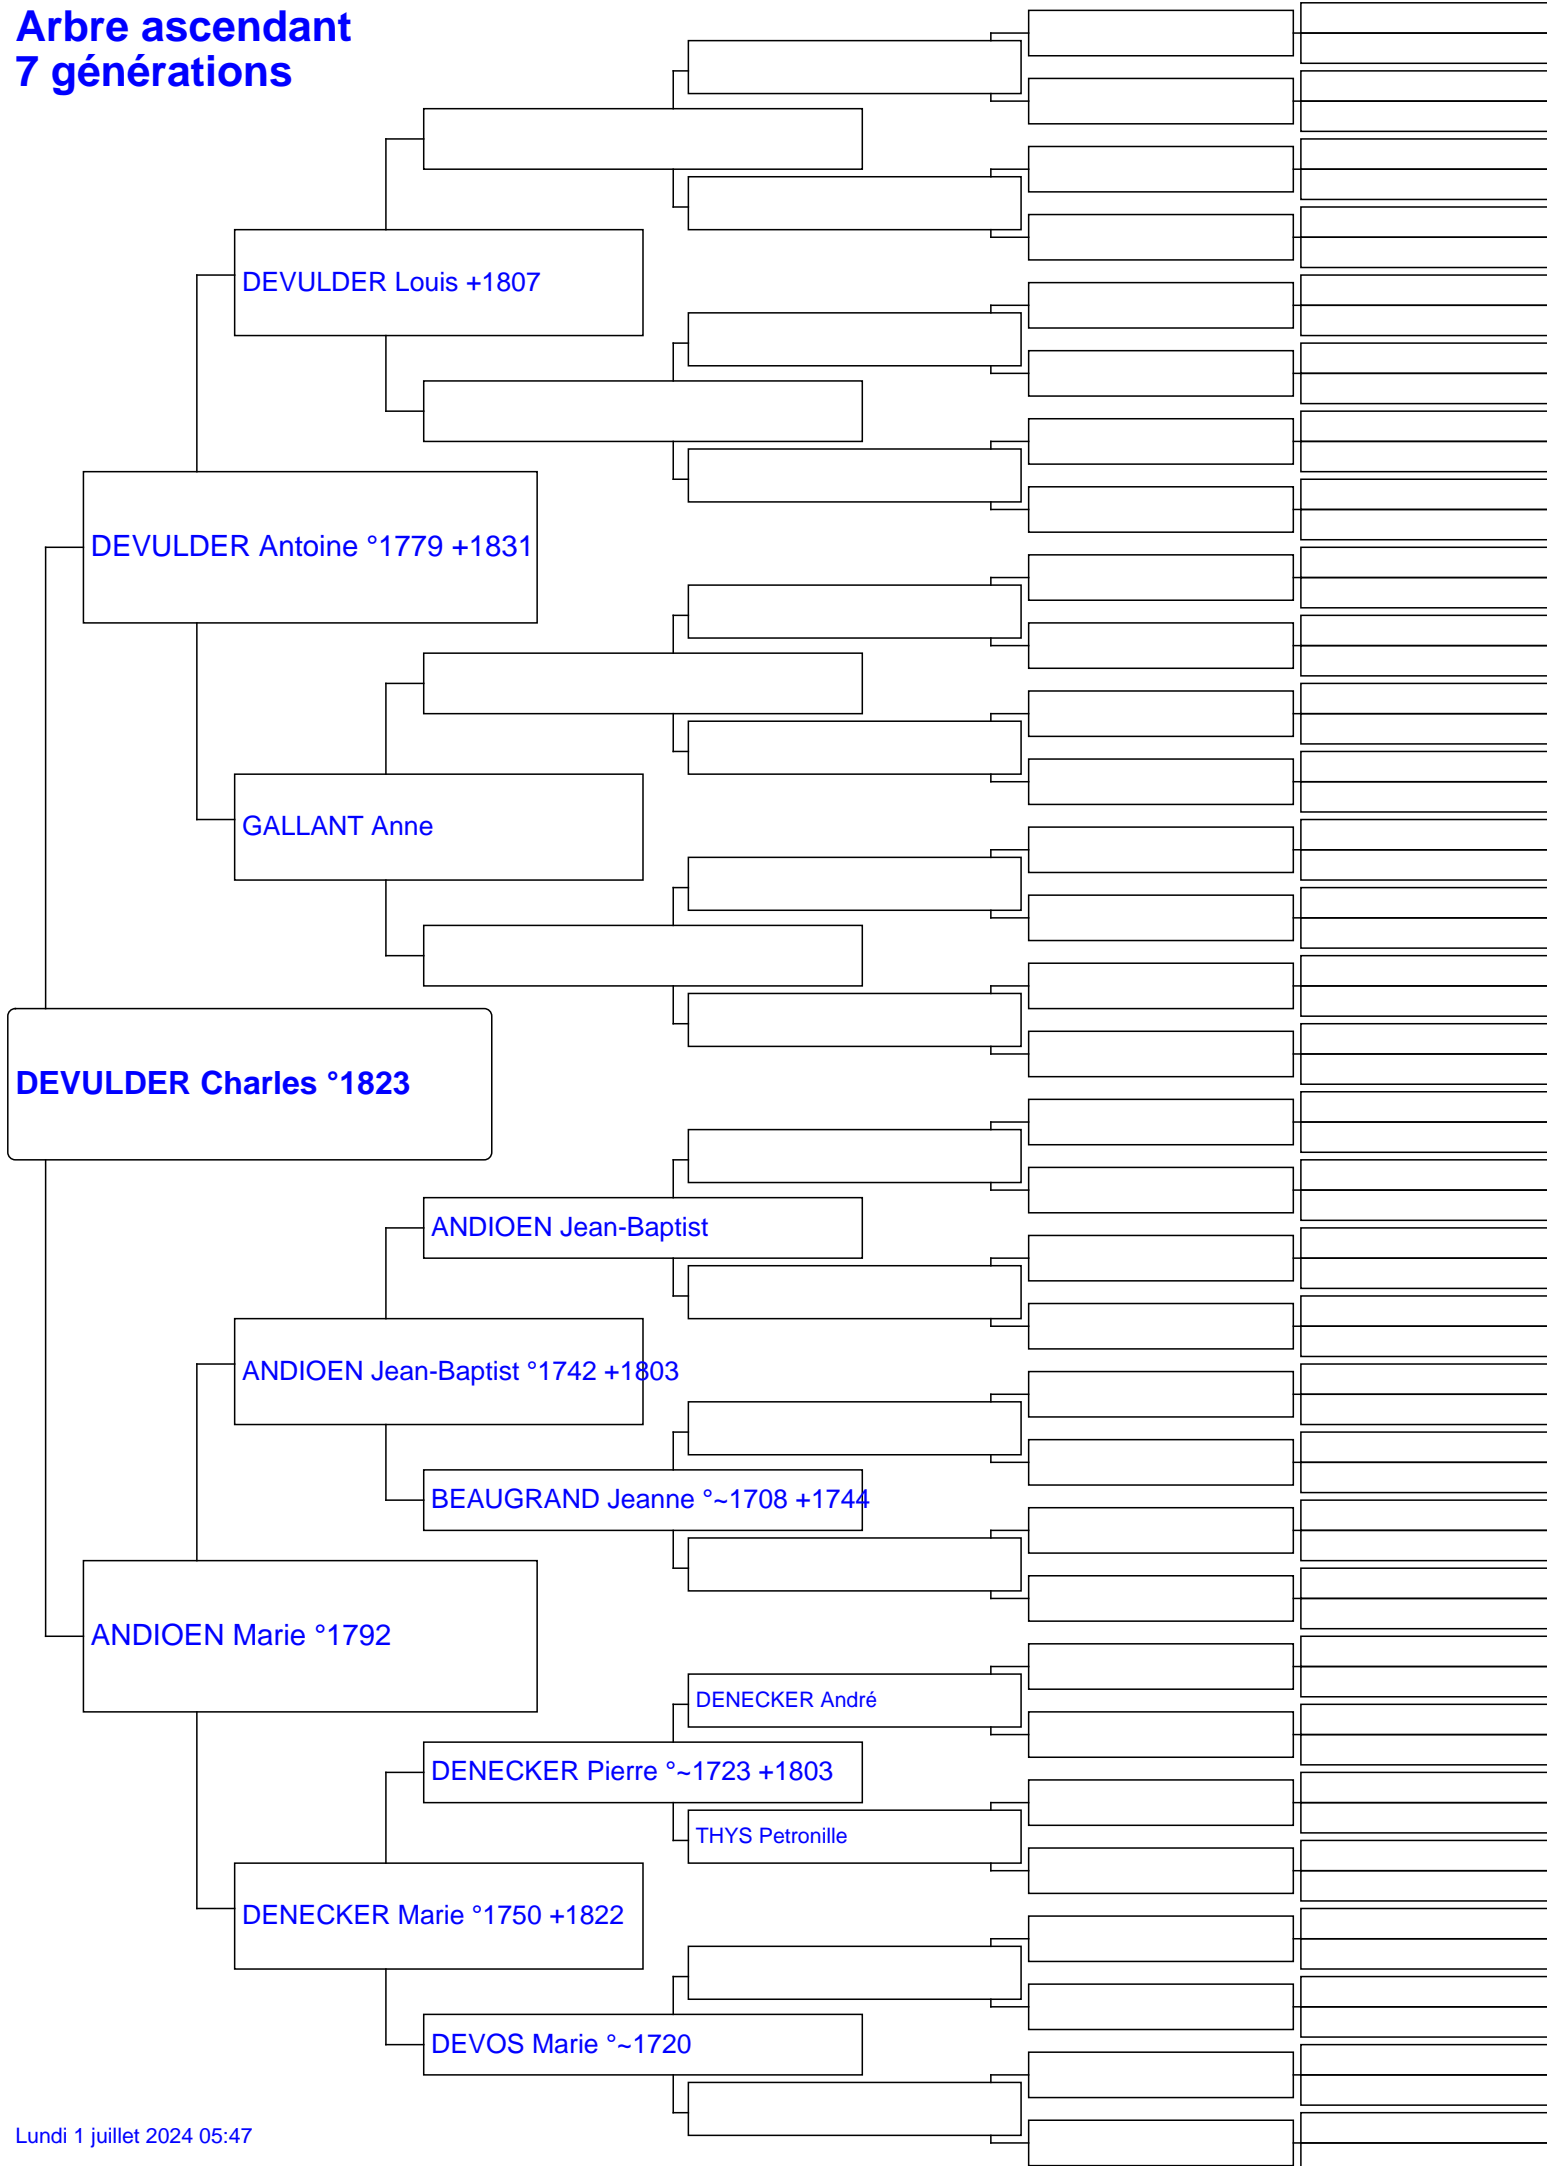 Arbre ascendant
7 générations
DEVULDER Louis +1807
DEVULDER Antoine °1779 +1831
GALLANT Anne
DEVULDER Charles °1823
ANDIOEN Jean-Baptist
ANDIOEN Jean-Baptist °1742 +1803
BEAUGRAND Jeanne °~1708 +1744
ANDIOEN Marie °1792
DENECKER André
DENECKER Pierre °~1723 +1803
THYS Petronille
DENECKER Marie °1750 +1822
DEVOS Marie °~1720
Lundi 1 juillet 2024 05:47